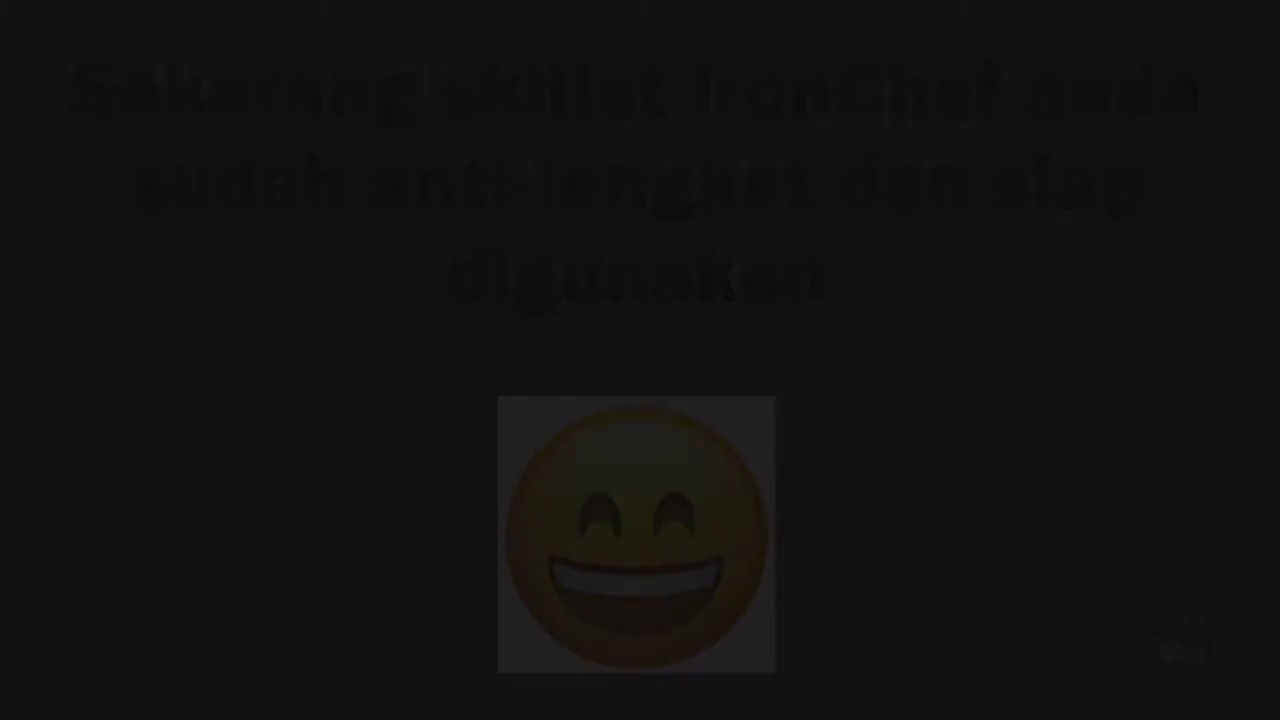 Sekarang skillet IronChef anda
sudah anti-lengket dan siap
digunakan